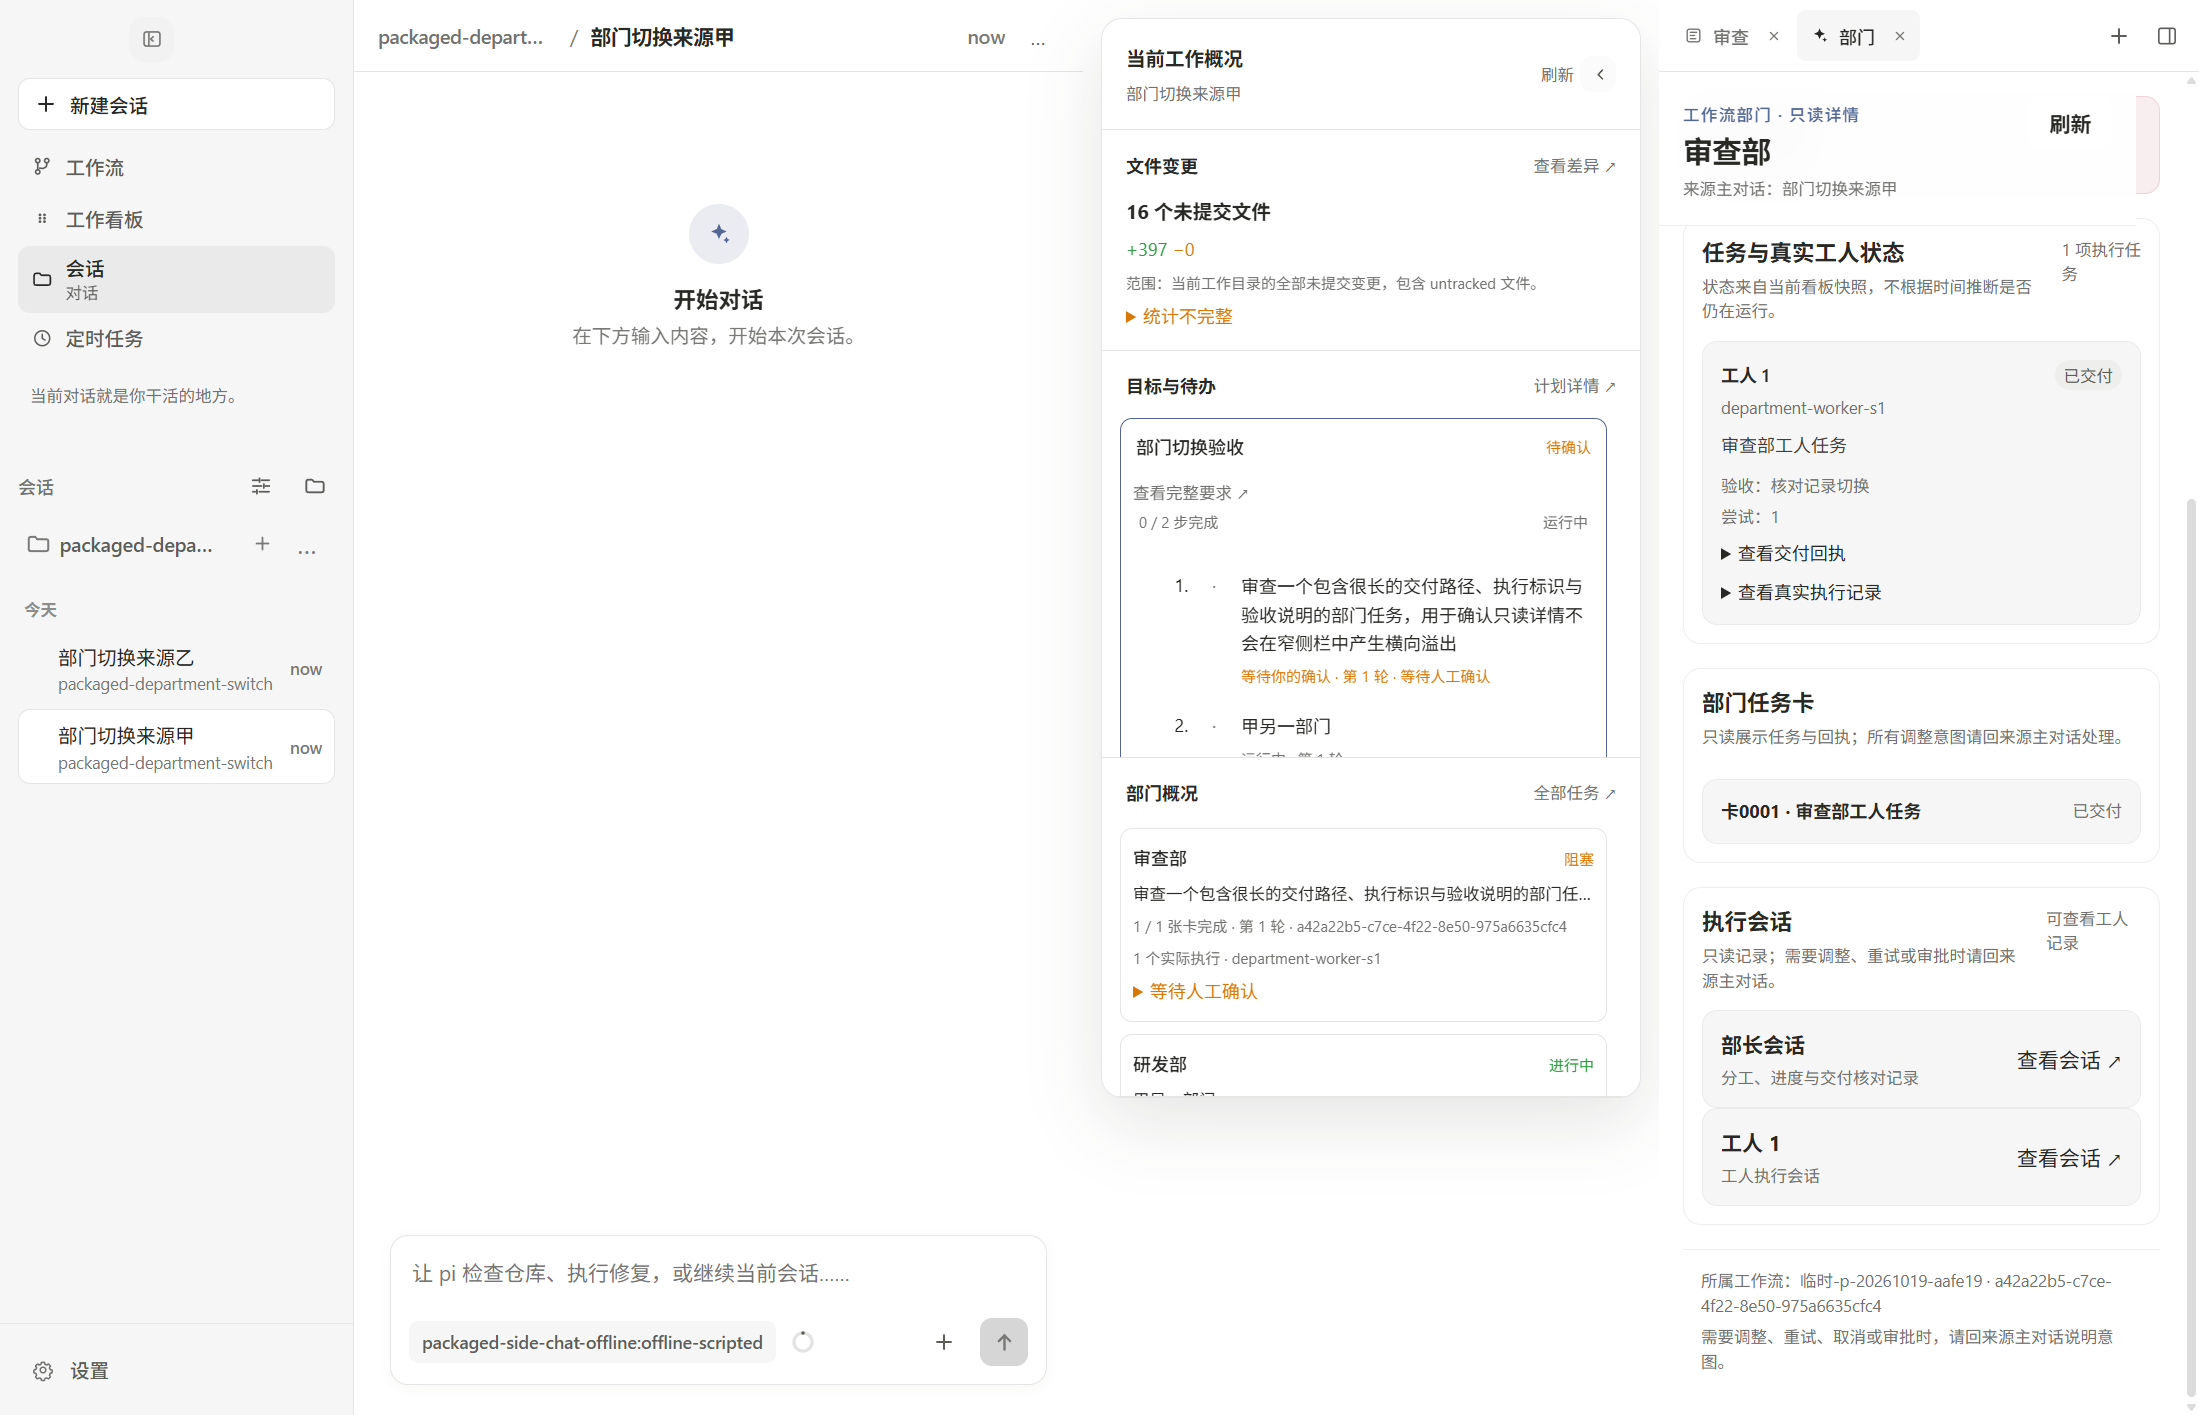 新建会话
工作流
工作看板
会话
对话
定时任务
当前对话就是你干活的地方。
会话
packaged-depa...
...
今天
部门切换来源乙
packaged-department-switch
now
部门切换来源甲
packaged-department-switch
now
设置
packaged-depart... / 部门切换来源甲
now ...
开始对话
在下方输入内容，开始本次会话。
让 pi 检查仓库、执行修复，或继续当前会话......
packaged-side-chat-offline:offline-scripted
当前工作概况
部门切换来源甲
刷新
文件变更
查看差异 ↗
16 个未提交文件
+397 −0
范围：当前工作目录的全部未提交变更，包含 untracked 文件。
▶ 统计不完整
目标与待办
计划详情 ↗
部门切换验收
待确认
查看完整要求 ↗
0 / 2 步完成
运行中
1. · 审查一个包含很长的交付路径、执行标识与
验收说明的部门任务，用于确认只读详情不
会在窄侧栏中产生横向溢出
等待你的确认 · 第 1 轮 · 等待人工确认
2. · 甲另一部门
运行中 · 第 1 轮
部门概况
全部任务 ↗
审查部
阻塞
审查一个包含很长的交付路径、执行标识与验收说明的部门任...
1 / 1 张卡完成 · 第 1 轮 · a42a22b5-c7ce-4f22-8e50-975a6635cfc4
1 个实际执行 · department-worker-s1
▶ 等待人工确认
研发部
进行中
甲另一部门
审查 ×
部门 ×
工作流部门 · 只读详情
审查部
来源主对话：部门切换来源甲
刷新
任务与真实工人状态
状态来自当前看板快照，不根据时间推断是否
仍在运行。
1 项执行任
务
工人 1
已交付
department-worker-s1
审查部工人任务
验收：核对记录切换
尝试：1
▶ 查看交付回执
▶ 查看真实执行记录
部门任务卡
只读展示任务与回执；所有调整意图请回来源主对话处理。
卡0001 · 审查部工人任务
已交付
执行会话
只读记录；需要调整、重试或审批时请回来
源主对话。
可查看工人
记录
部长会话
分工、进度与交付核对记录
查看会话 ↗
工人 1
工人执行会话
查看会话 ↗
所属工作流：临时-p-20261019-aafe19 · a42a22b5-c7ce-
4f22-8e50-975a6635cfc4
需要调整、重试、取消或审批时，请回来源主对话说明意
图。